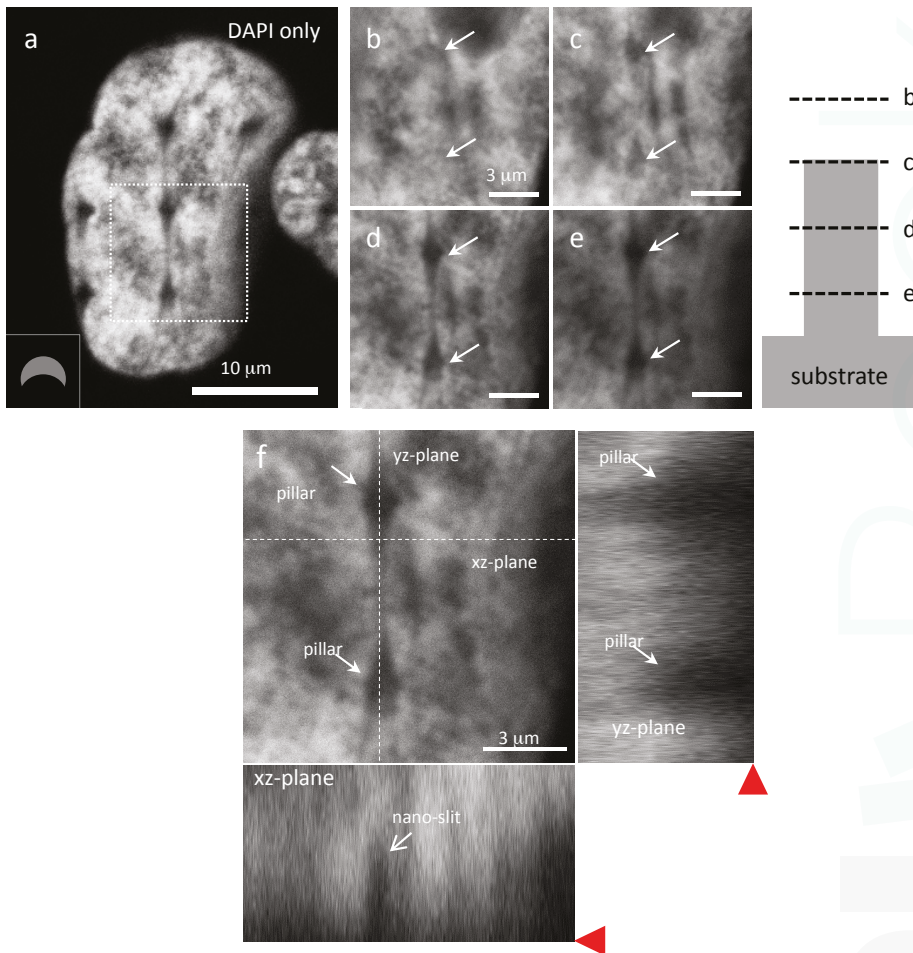 a
DAPI only
10 μm
b
3 μm
c
d
e
b
c
d
e
substrate
f
yz-plane
pillar
xz-plane
pillar
3 μm
pillar
pillar
yz-plane
xz-plane
nano-slit